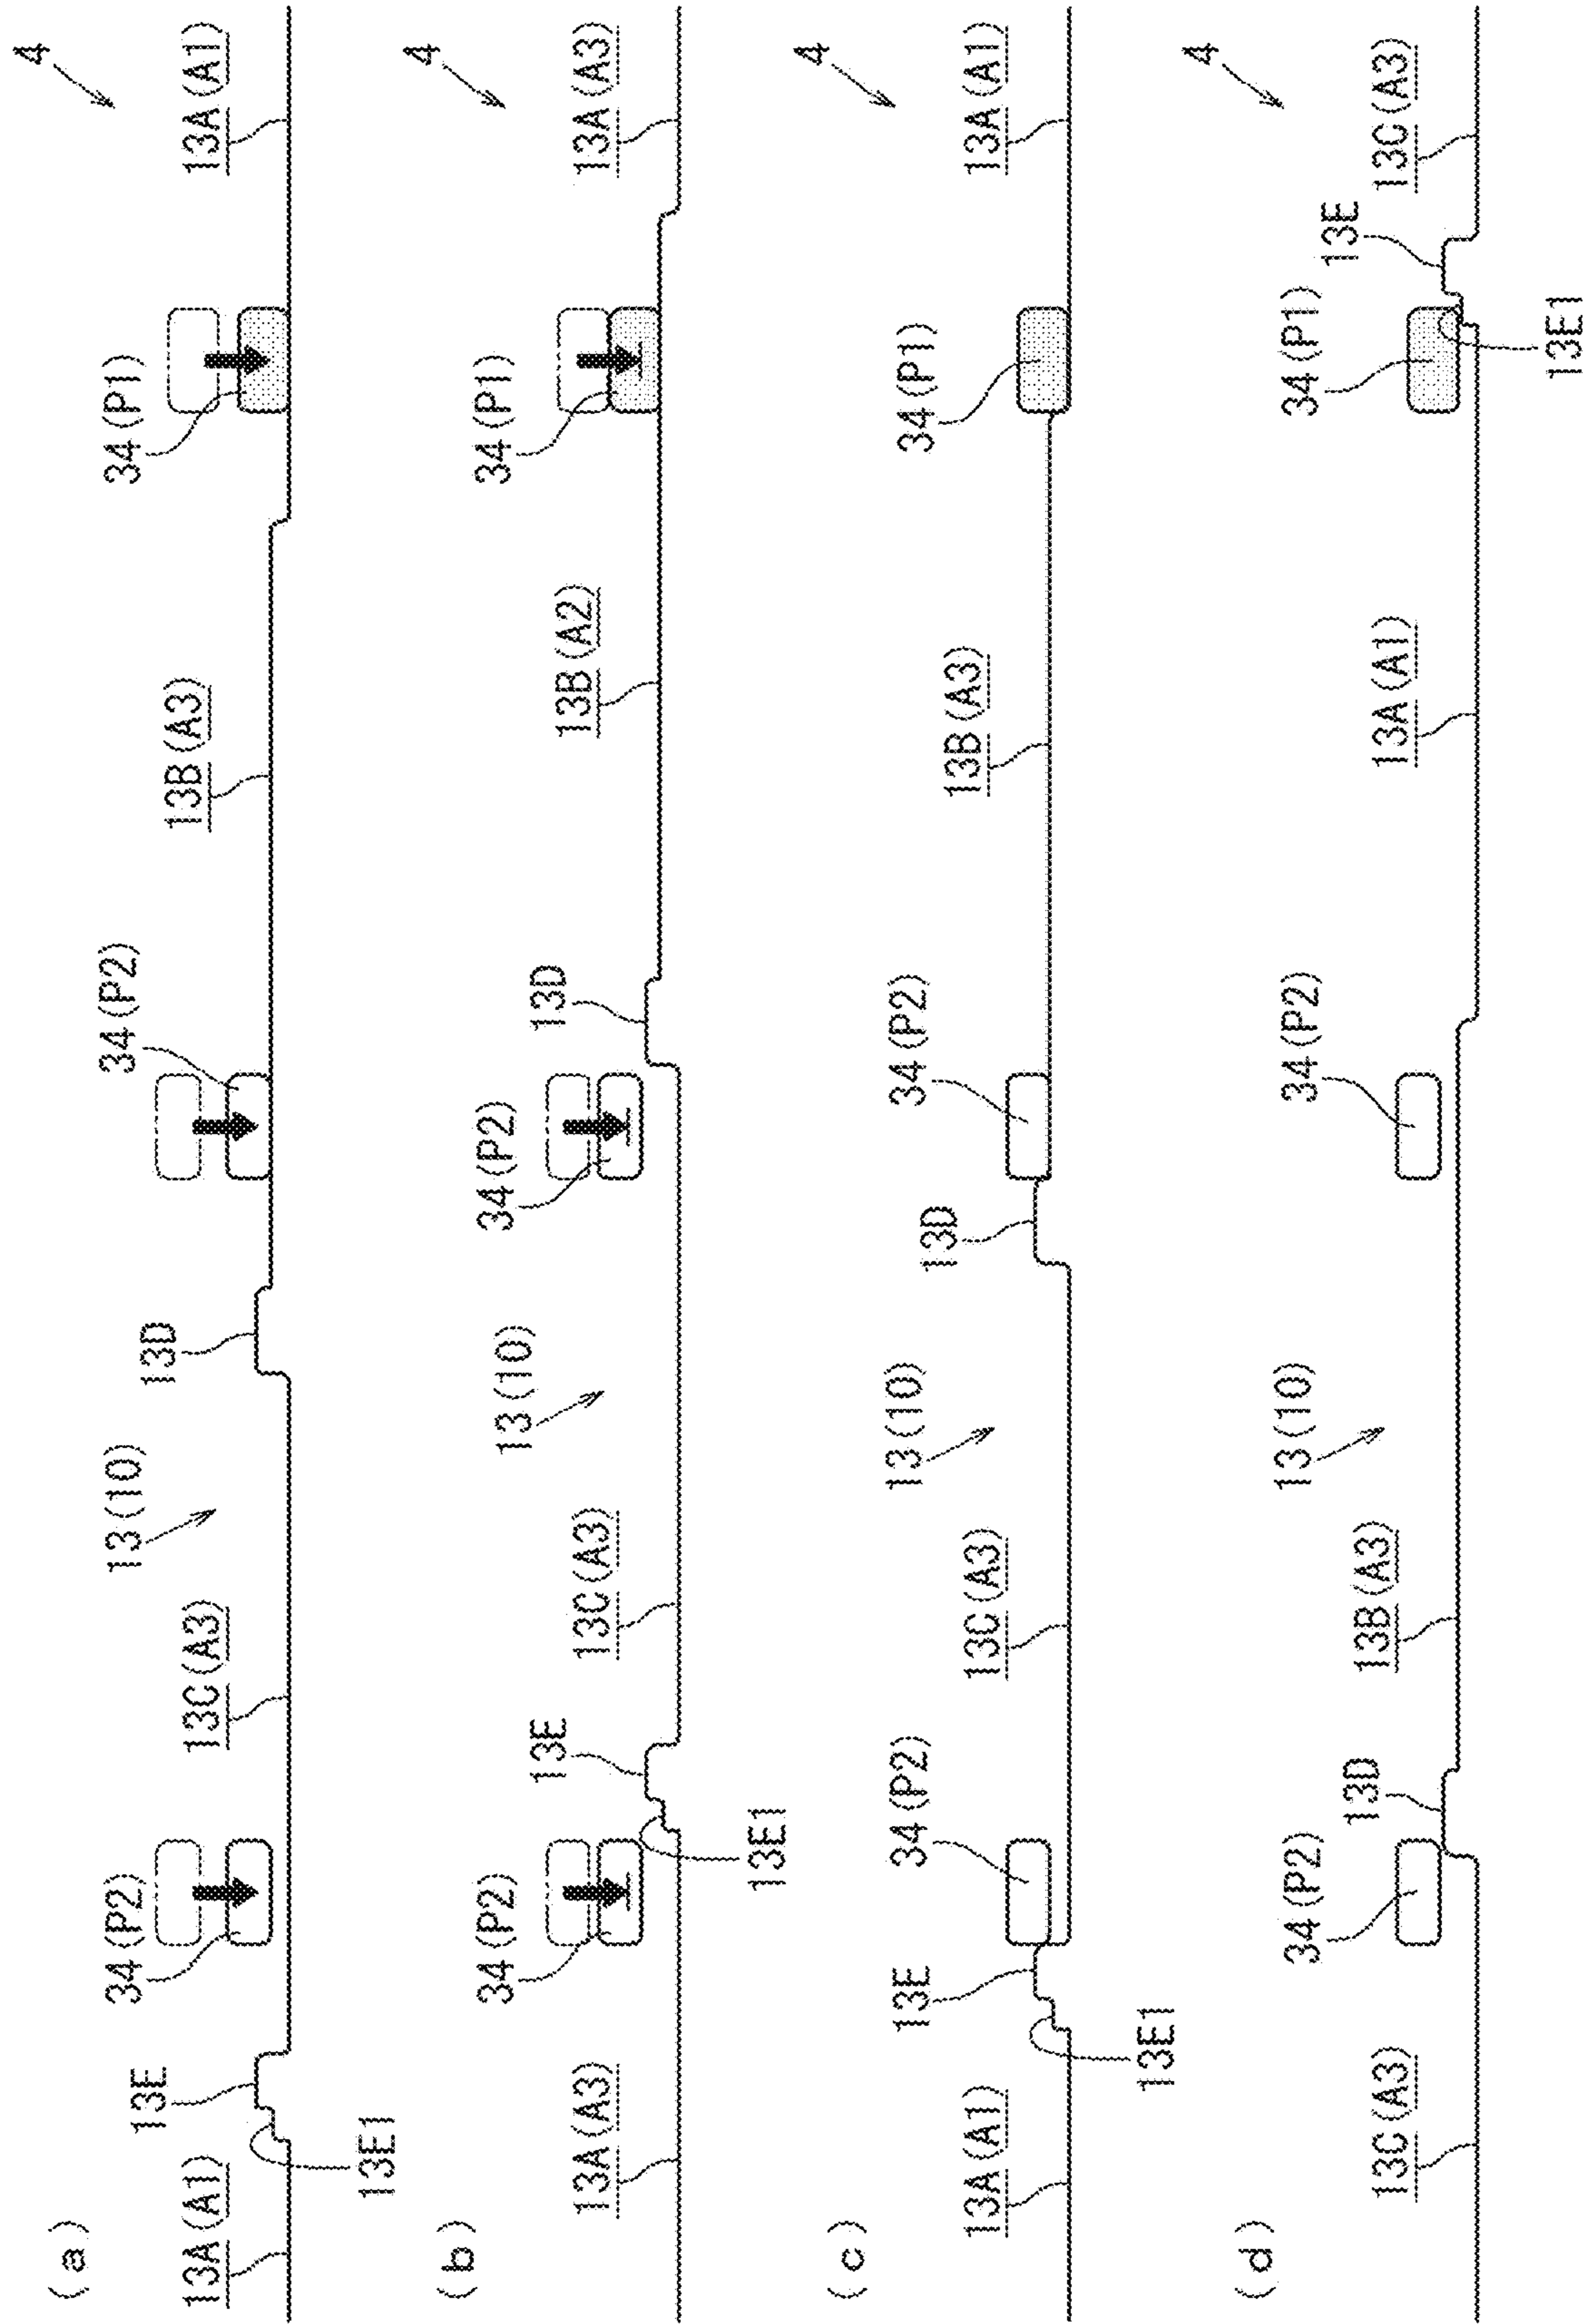 (a)
13A(A1)
13E1
13E
34(P2)
13C(A3)
13(10)
13D
34(P2)
13B(A3)
34(P1)
13A(A1)
4
(b)
13A(A3)
34(P2)
13E1
13E
13C(A3)
13(10)
34(P2)
13D
13B(A2)
34(P1)
13A(A3)
4
(c)
13A(A1)
13E1
13E
34(P2)
13C(A3)
13(10)
13D
34(P2)
13B(A3)
34(P1)
13A(A1)
4
(d)
13C(A3)
34(P2)
13D
13B(A3)
13(10)
34(P2)
13A(A1)
34(P1)
13E1
13E
13C(A3)
4